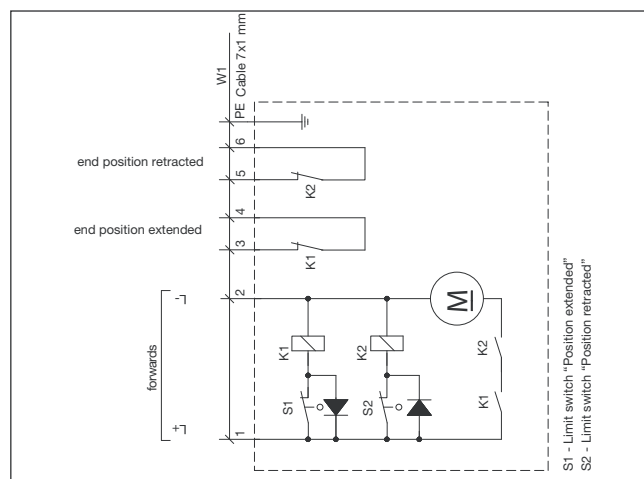 W1
PE Cable 7x1 mm
6
end position retracted
5
K2
4
end position extended
3
K1
2
-
forwards
+
1
K1
K2
S1
S2
M
K2
K1
S1 - Limit switch “Position extended”
S2 - Limit switch “Position retracted”